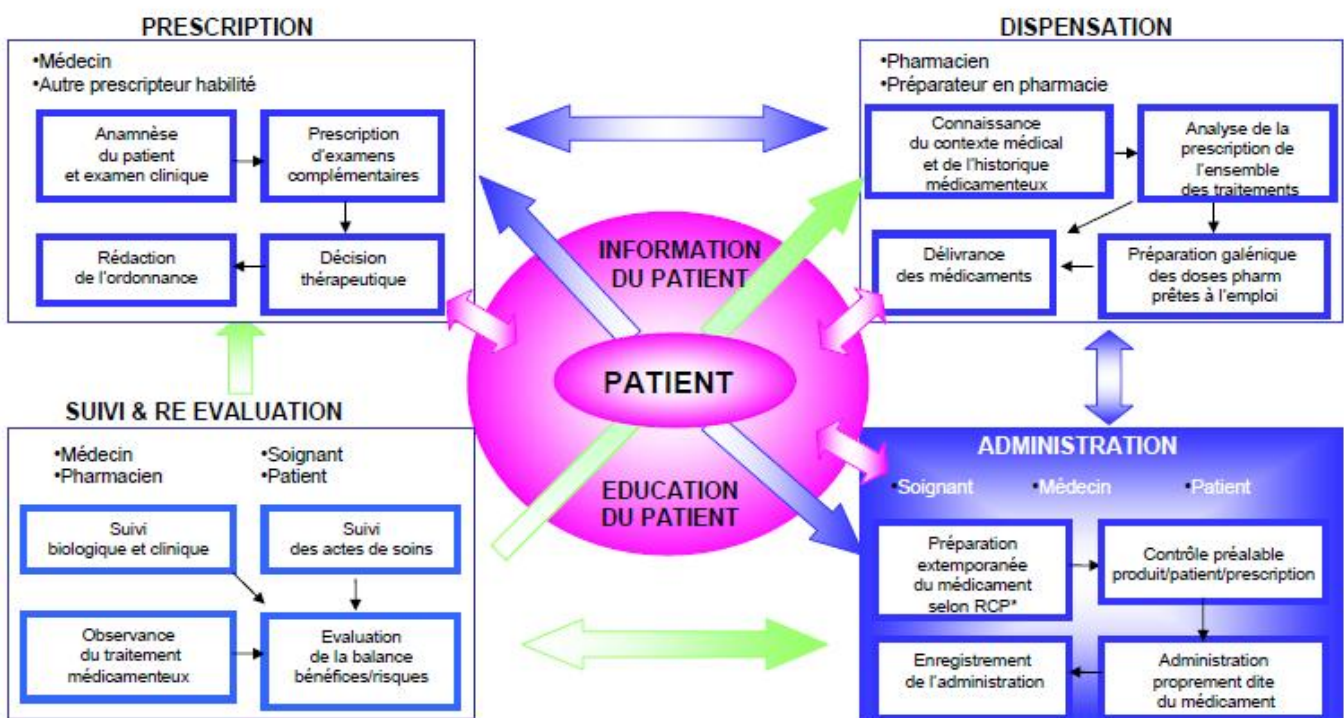 PRESCRIPTION
•Médecin
•Autre prescripteur habilité
Anamnèse
du patient
et examen clinique
Prescription
d'examens
complémentaires
Rédaction
de l'ordonnance
Décision
thérapeutique
DISPENSATION
•Pharmacien
•Préparateur en pharmacie
Connaissance
du contexte médical
et de l'historique
médicamenteux
Analyse de la
prescription de
l'ensemble
des traitements
Délivrance
des médicaments
Préparation galénique
des doses pharm
prêtes à l'emploi
INFORMATION
DU PATIENT
PATIENT
EDUCATION
DU PATIENT
SUIVI & RE EVALUATION
•Médecin
•Pharmacien
•Soignant
•Patient
Suivi
biologique et clinique
Suivi
des actes de soins
Observance
du traitement
médicamenteux
Evaluation
de la balance
bénéfices/risques
ADMINISTRATION
•Soignant
•Médecin
•Patient
Préparation
extemporanée
du médicament
selon RCP*
Contrôle préalable
produit/patient/prescription
Enregistrement
de l'administration
Administration
proprement dite
du médicament